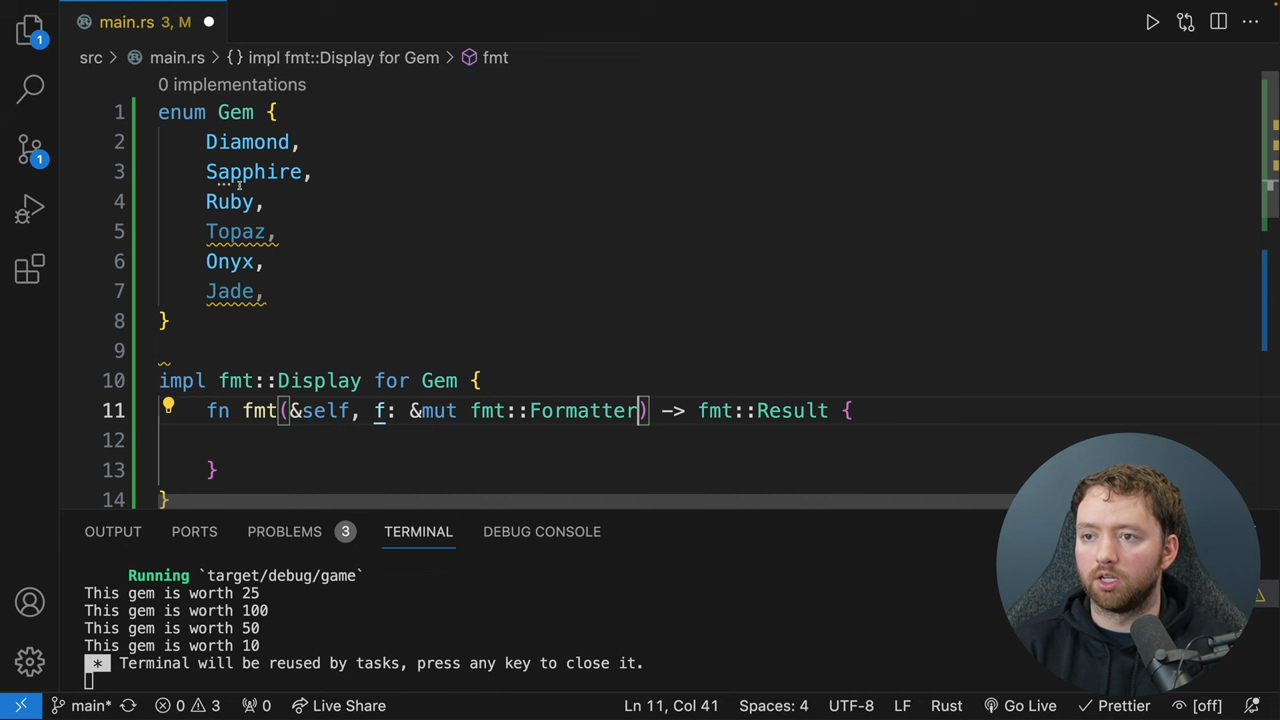 main.rs 3, M
1
src > main.rs > {} impl fmt::Display for Gem > fmt
0 implementations
1 enum Gem {
2 Diamond,
3 Sapphire,
4 Ruby,
5 Topaz,
6 Onyx,
7 Jade,
8 }
9
10 impl fmt::Display for Gem {
11 fn fmt(&self, f: &mut fmt::Formatter) -> fmt::Result {
12
13 }
14 }
1
OUTPUT PORTS PROBLEMS 3 TERMINAL DEBUG CONSOLE
Running `target/debug/game`
This gem is worth 25
This gem is worth 100
This gem is worth 50
This gem is worth 10
* Terminal will be reused by tasks, press any key to close it.
main* 0 3 0 Live Share Ln 11, Col 41 Spaces: 4 UTF-8 LF Rust Go Live Prettier [off]